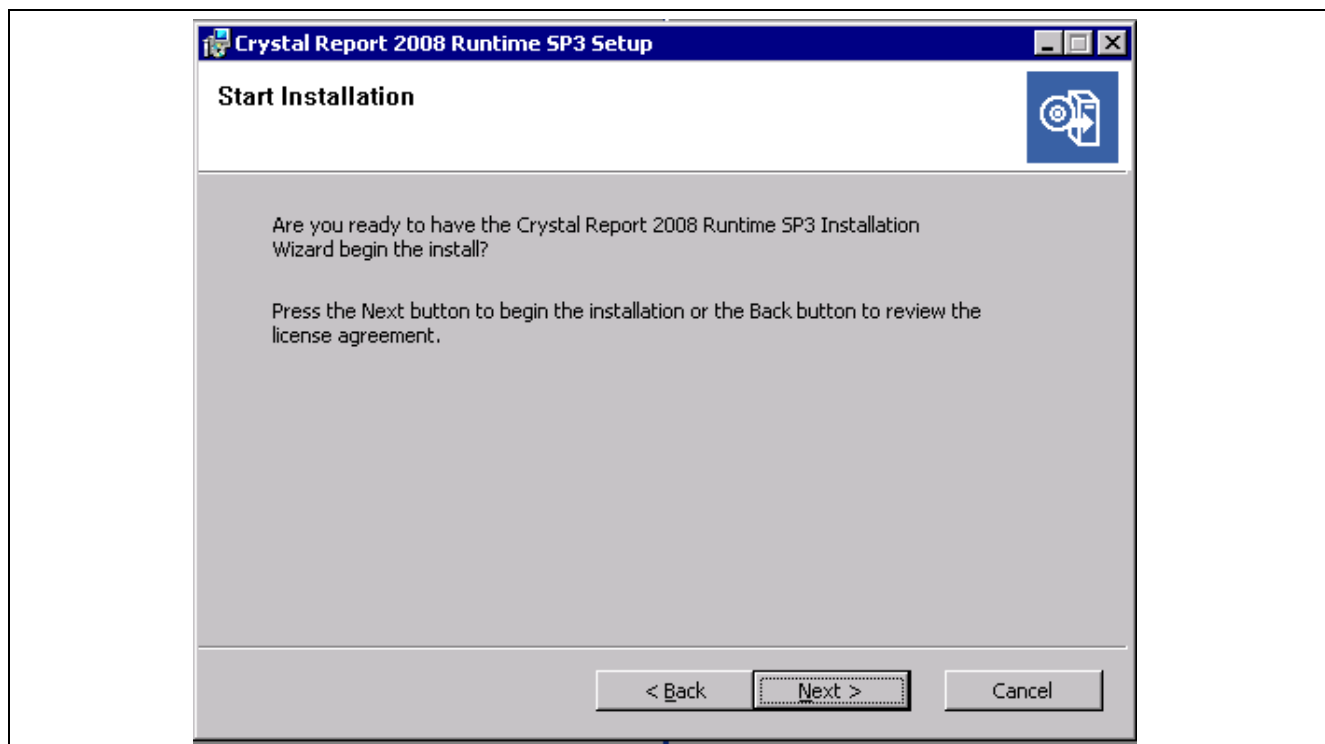 Crystal Report 2008 Runtime SP3 Setup
Start Installation
Are you ready to have the Crystal Report 2008 Runtime SP3 Installation
Wizard begin the install?
Press the Next button to begin the installation or the Back button to review the
license agreement.
< Back Next > Cancel